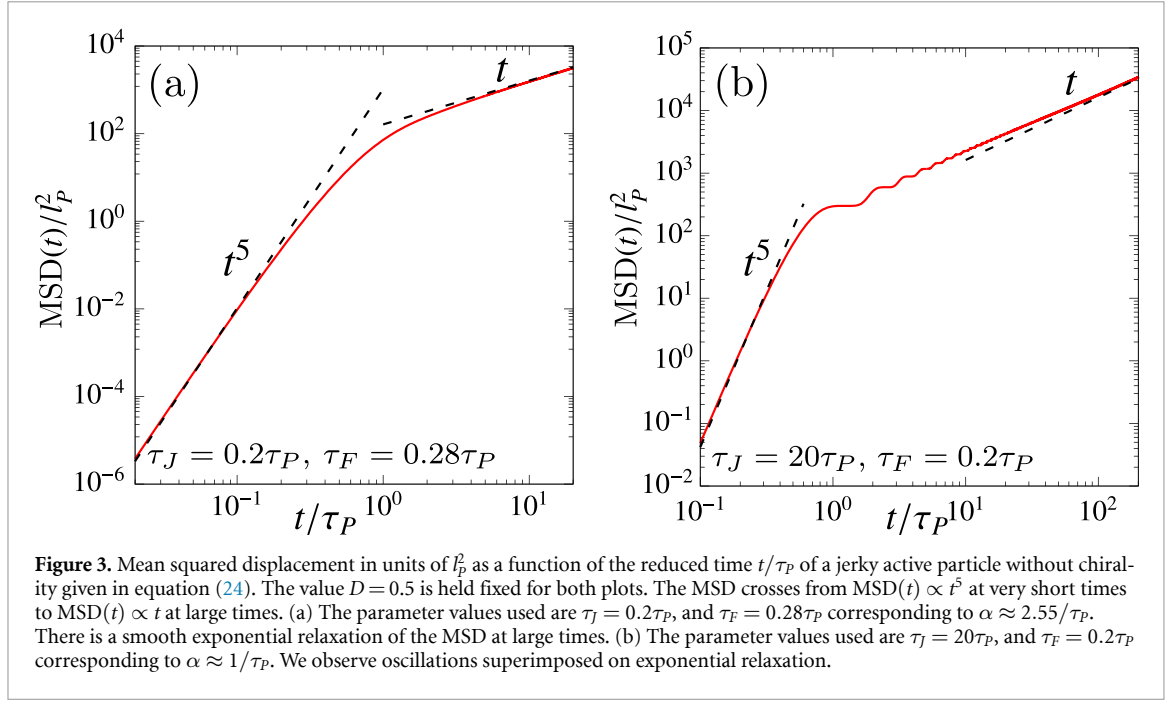 (a)
10^4
10^2
10^0
10^-2
10^-4
10^-6
MSD(t)/l_P^2
t
t^5
τ_J = 0.2τ_P, τ_F = 0.28τ_P
10^-1
10^0
10^1
t/τ_P
(b)
10^5
10^4
10^3
10^2
10^1
10^0
10^-1
10^-2
MSD(t)/l_P^2
t
t^5
τ_J = 20τ_P, τ_F = 0.2τ_P
10^-1
10^0
10^1
10^2
t/τ_P
Figure 3. Mean squared displacement in units of l_P^2 as a function of the reduced time t/τ_P of a jerky active particle without chiral-
ity given in equation (24). The value D = 0.5 is held fixed for both plots. The MSD crosses from MSD(t) ∝ t^5 at very short times
to MSD(t) ∝ t at large times. (a) The parameter values used are τ_J = 0.2τ_P, and τ_F = 0.28τ_P corresponding to α ≈ 2.55/τ_P.
There is a smooth exponential relaxation of the MSD at large times. (b) The parameter values used are τ_J = 20τ_P, and τ_F = 0.2τ_P
corresponding to α ≈ 1/τ_P. We observe oscillations superimposed on exponential relaxation.